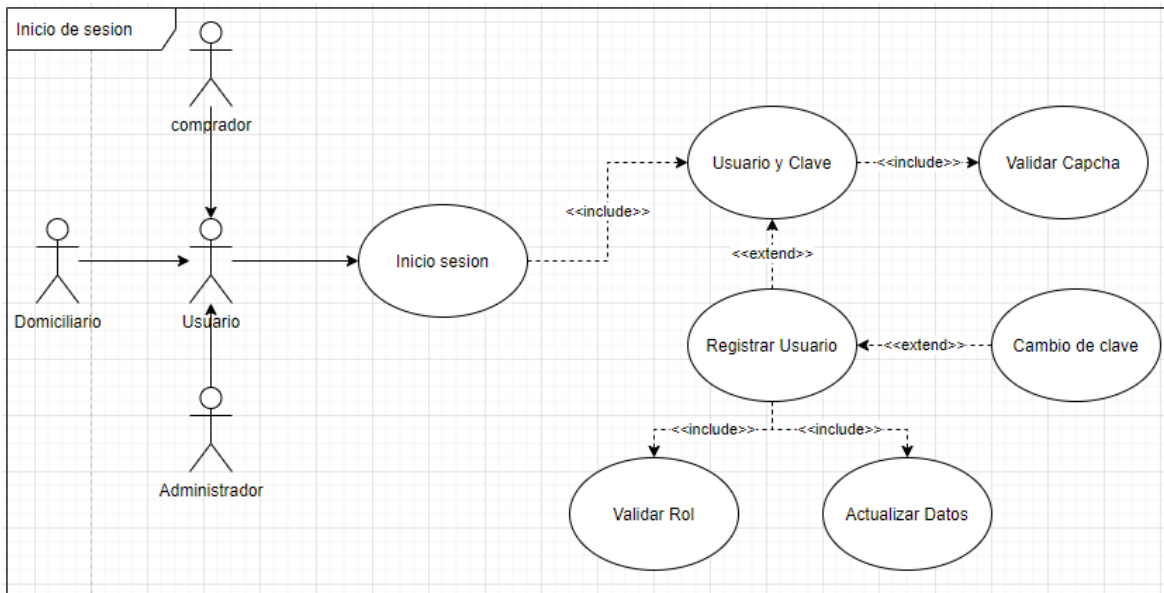 Inicio de sesion
comprador
Usuario y Clave
<<include>>
Validar Capcha
<<include>>
<<extend>>
Inicio sesion
Domiciliario
Usuario
Registrar Usuario
<<extend>>
Cambio de clave
<<include>>
<<include>>
Administrador
Validar Rol
Actualizar Datos